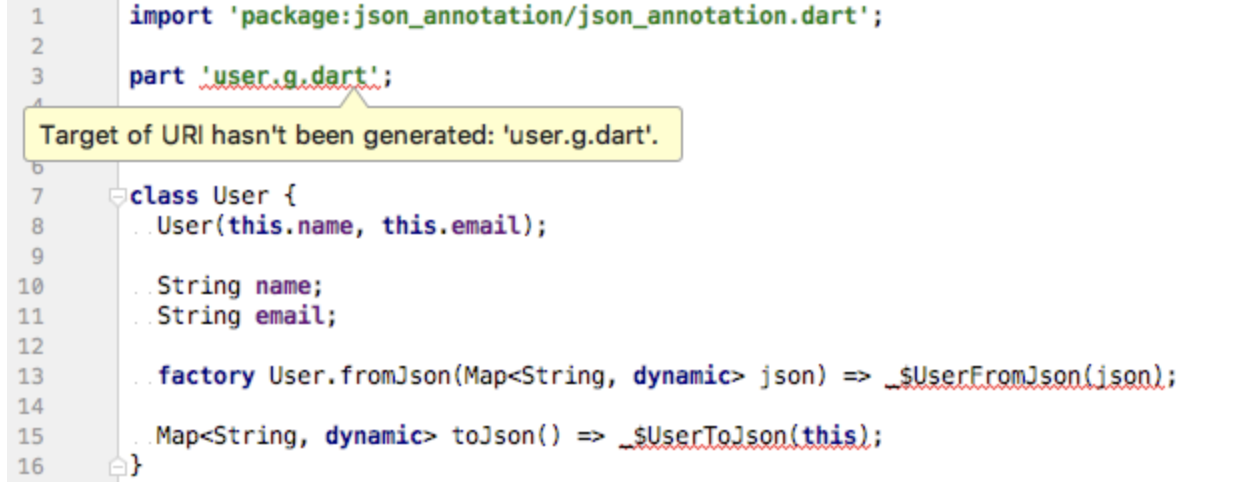 1 import 'package:json_annotation/json_annotation.dart';
2
3 part 'user.g.dart';
Target of URI hasn't been generated: 'user.g.dart'.
6
7 class User {
8 User(this.name, this.email);
9
10 String name;
11 String email;
12
13 factory User.fromJson(Map<String, dynamic> json) => _$UserFromJson(json);
14
15 Map<String, dynamic> toJson() => _$UserToJson(this);
16 }